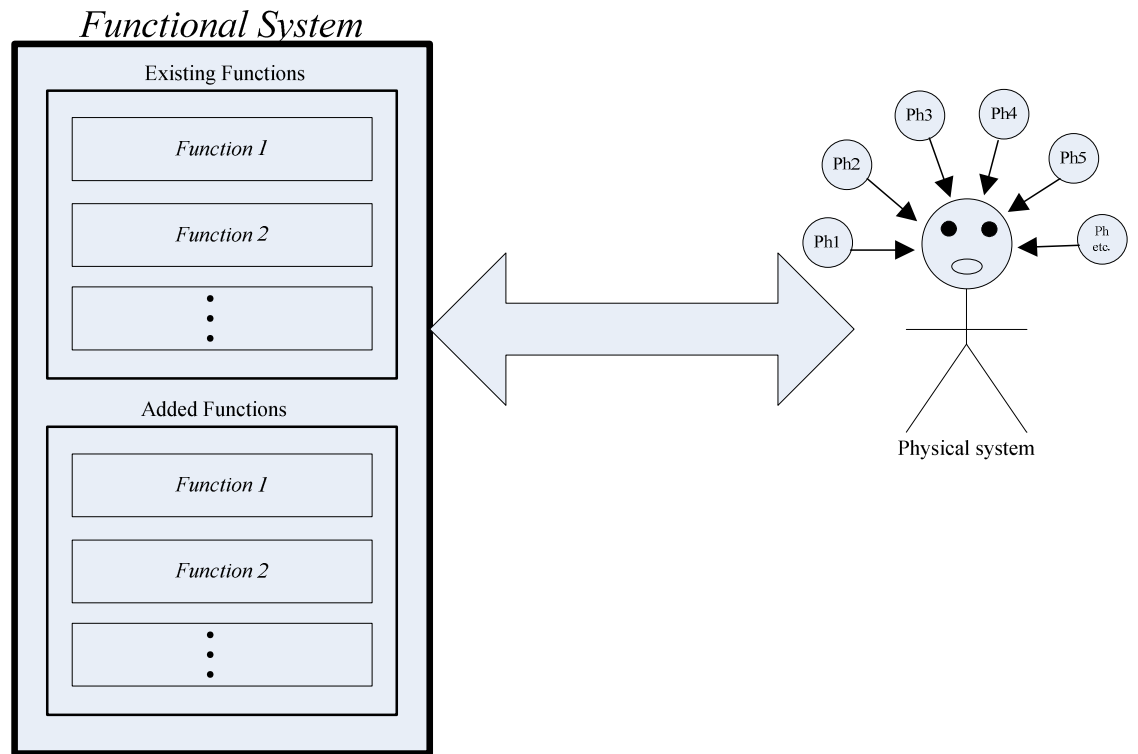 Functional System
Existing Functions
Function 1
Function 2
Added Functions
Function 1
Function 2
Ph1
Ph2
Ph3
Ph4
Ph5
Ph
etc.
Physical system